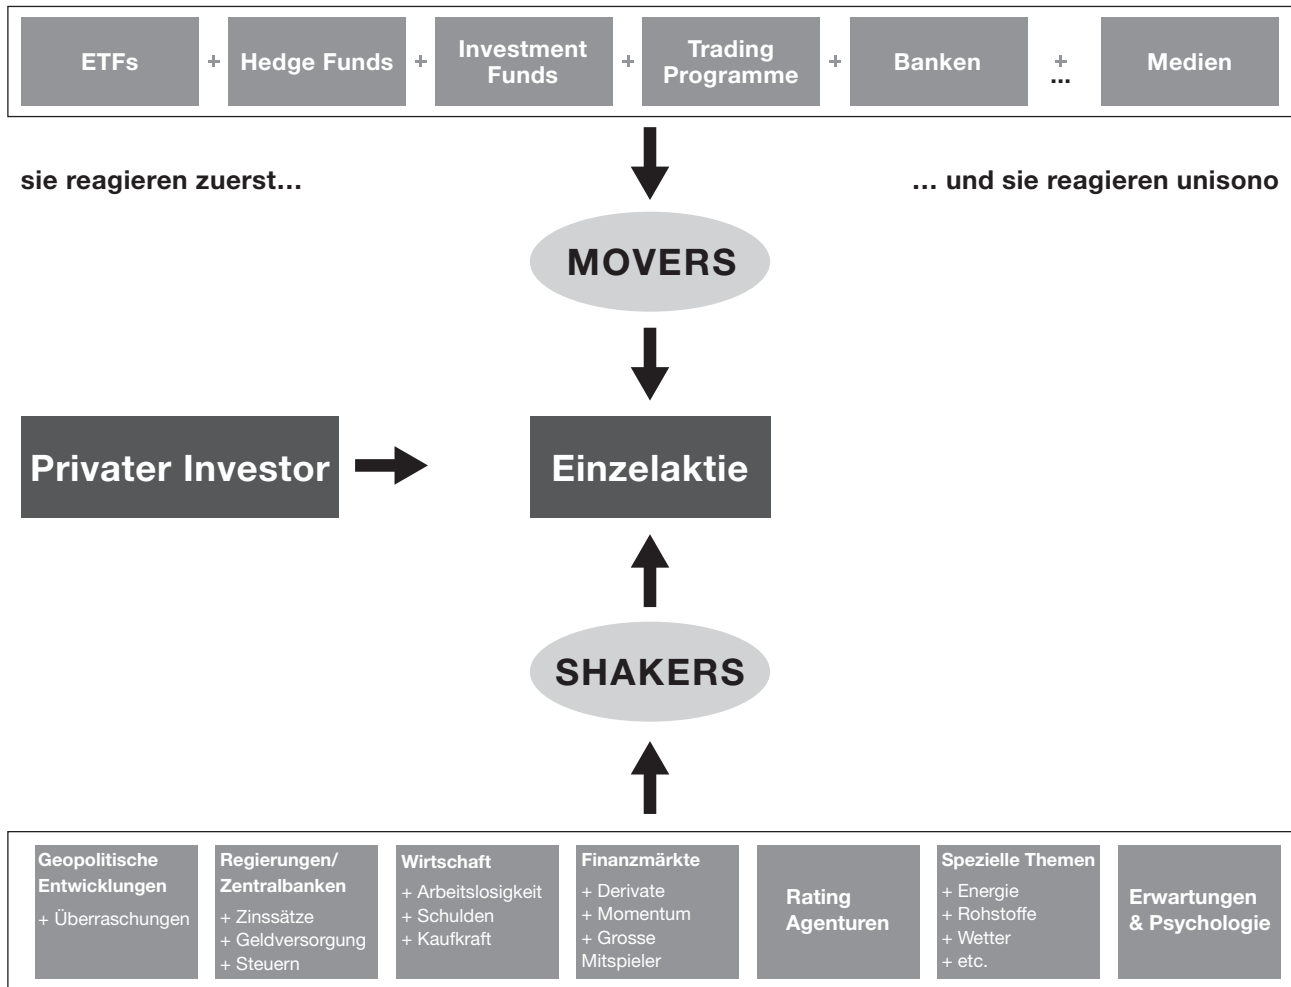 ETFs + Hedge Funds + Investment Funds + Trading Programme + Banken + ... Medien
sie reagieren zuerst...
... und sie reagieren unisono
MOVERS
Privater Investor
Einzelaktie
SHAKERS
Geopolitische
Entwicklungen
+ Überraschungen
Regierungen/
Zentralbanken
+ Zinssätze
+ Geldversorgung
+ Steuern
Wirtschaft
+ Arbeitslosigkeit
+ Schulden
+ Kaufkraft
Finanzmärkte
+ Derivate
+ Momentum
+ Grosse
Mitspieler
Rating
Agenturen
Spezielle Themen
+ Energie
+ Rohstoffe
+ Wetter
+ etc.
Erwartungen
& Psychologie